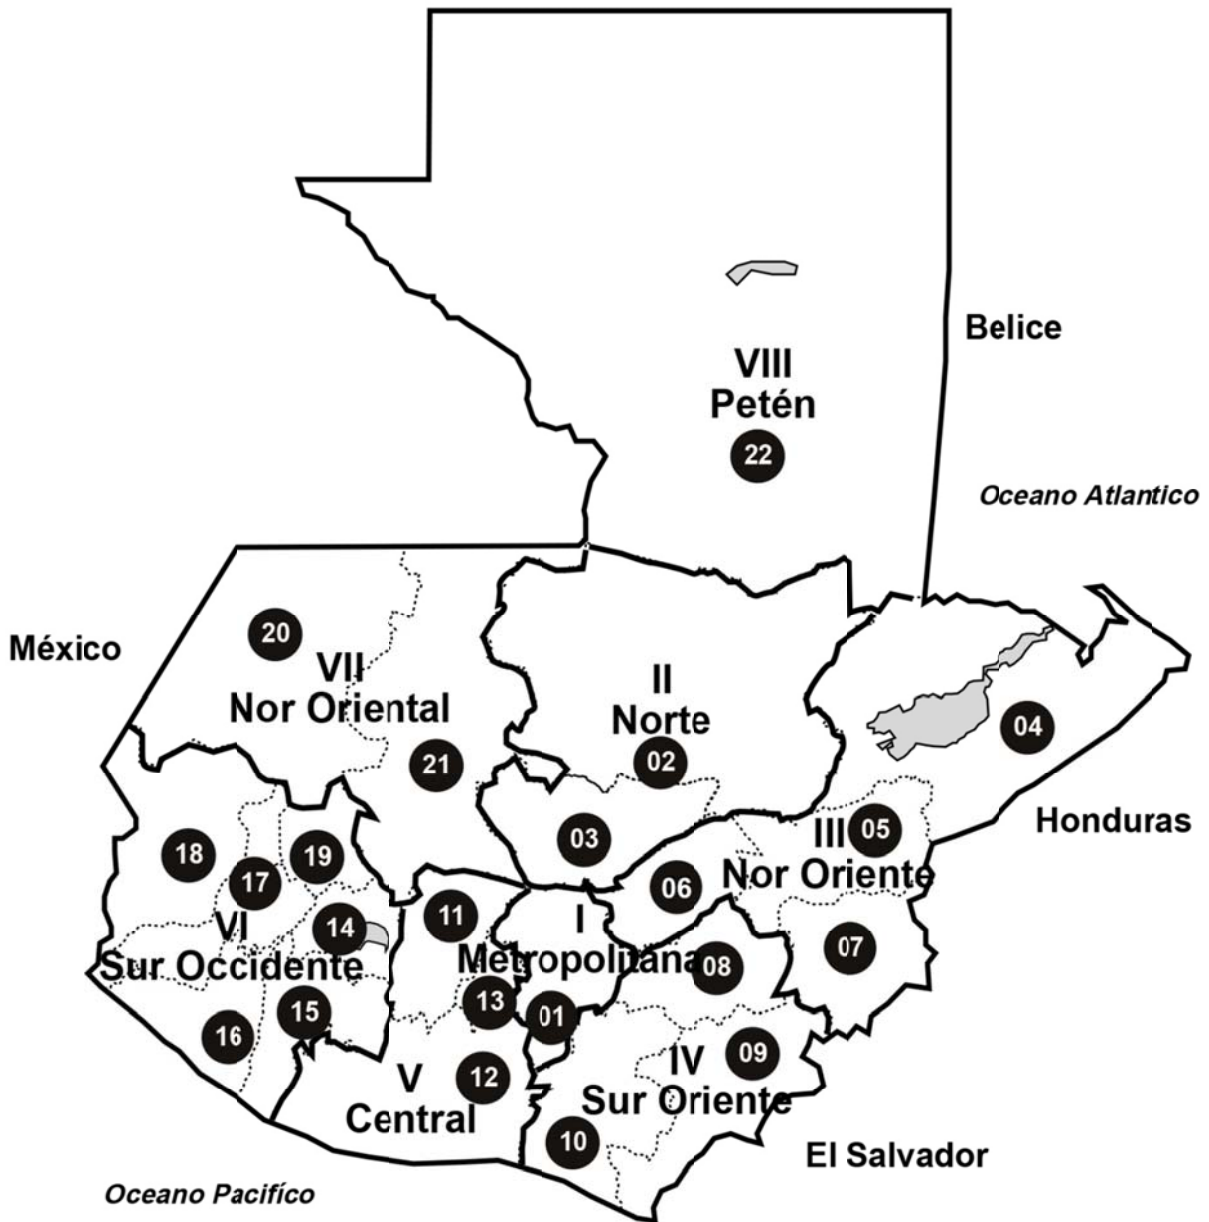 Belice
VIII
Petén
22
Oceano Atlantico
México
20
VII
Nor Oriental
21
II
Norte
02
03
04
Honduras
III
05
Nor Oriente
06
07
18
17
19
14
VI
Sur Occidente
15
16
11
I
Metropolitana
13
01
08
V
Central
12
IV
09
Sur Oriente
10
El Salvador
Oceano Pacifíco